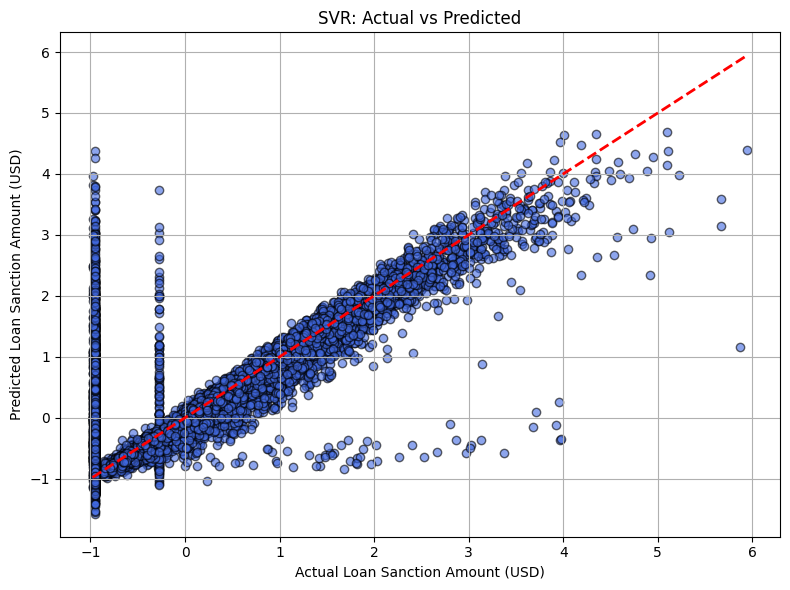 SVR: Actual vs Predicted
Predicted Loan Sanction Amount (USD)
6
5
4
3
2
1
0
−1
−1 0 1 2 3 4 5 6
Actual Loan Sanction Amount (USD)